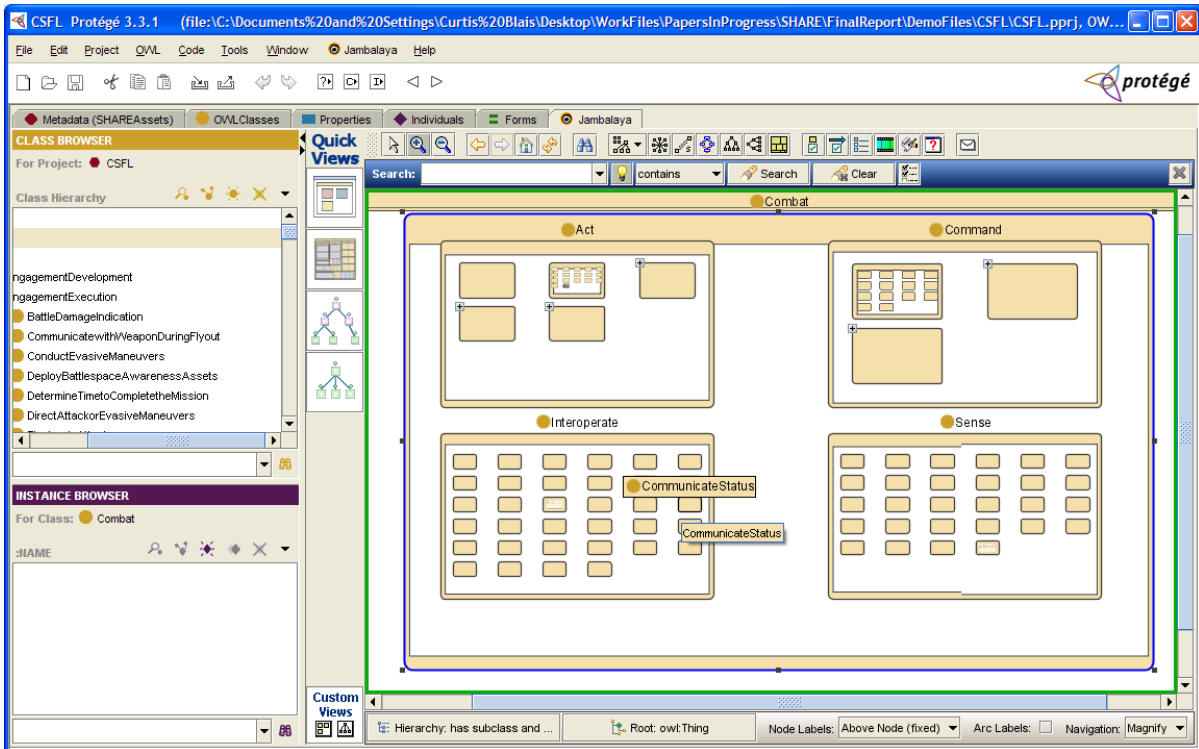 CSFL Protégé 3.3.1 (file:\C:\Documents%20and%20Settings\Curtis%20Blais\Desktop\WorkFiles\PapersInProgress\SHARE\FinalReport\DemoFiles\CSFL\CSFL.pprj, OW...
File Edit Project OWL Code Tools Window Jambalaya Help
protégé
Metadata (SHAREAssets) OWLClasses Properties Individuals Forms Jambalaya
CLASS BROWSER
For Project: CSFL
Class Hierarchy
ngagementDevelopment
ngagementExecution
BattleDamageIndication
CommunicatewithWeaponDuringFlyout
ConductEvasiveManeuvers
DeployBattlespaceAwarenessAssets
DetermineTimetoCompletetheMission
DirectAttackorEvasiveManeuvers
INSTANCE BROWSER
For Class: Combat
:NAME
Quick
Views
Search: contains Search Clear
Combat
Act Command
Interoperate Sense
CommunicateStatus
CommunicateStatus
Custom
Views
Hierarchy: has subclass and ... Root: owl:Thing Node Labels: Above Node (fixed) Arc Labels: Navigation: Magnify